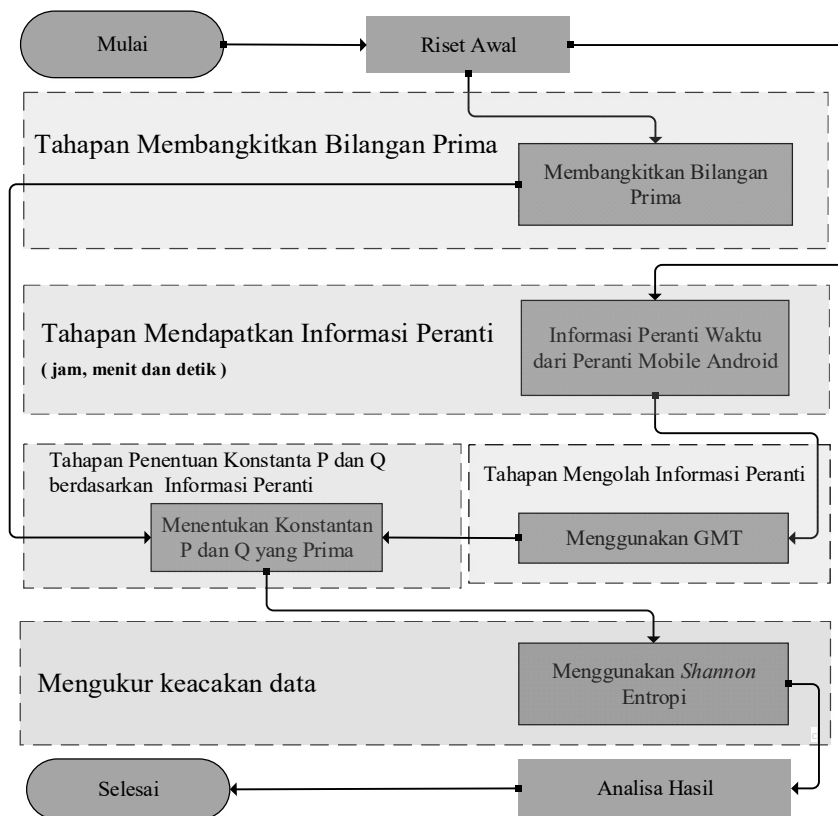 Mulai
Riset Awal
Tahapan Membangkitkan Bilangan Prima
Membangkitkan Bilangan
Prima
Tahapan Mendapatkan Informasi Peranti
( jam, menit dan detik )
Informasi Peranti Waktu
dari Peranti Mobile Android
Tahapan Penentuan Konstanta P dan Q
berdasarkan Informasi Peranti
Menentukan Konstantan
P dan Q yang Prima
Tahapan Mengolah Informasi Peranti
Menggunakan GMT
Mengukur keacakan data
Menggunakan Shannon
Entropi
Selesai
Analisa Hasil